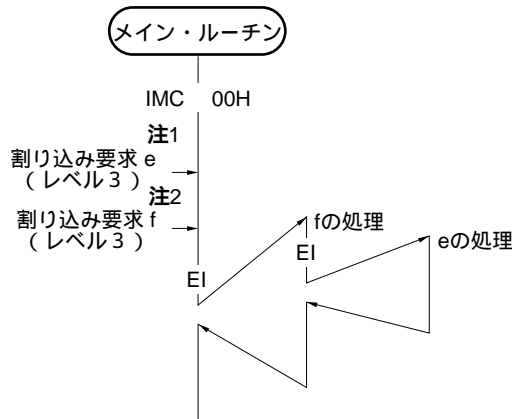 メイン・ルーチン
IMC 00H
注1
割り込み要求 e
（レベル３）
注2
割り込み要求 f
（レベル３）
fの処理
EI
eの処理
EI